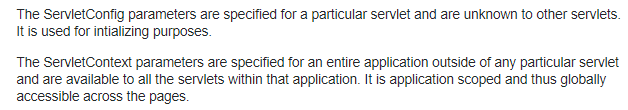 The ServletConfig parameters are specified for a particular servlet and are unknown to other servlets.
It is used for intializing purposes.
The ServletContext parameters are specified for an entire application outside of any particular servlet
and are available to all the servlets within that application. It is application scoped and thus globally
accessible across the pages.